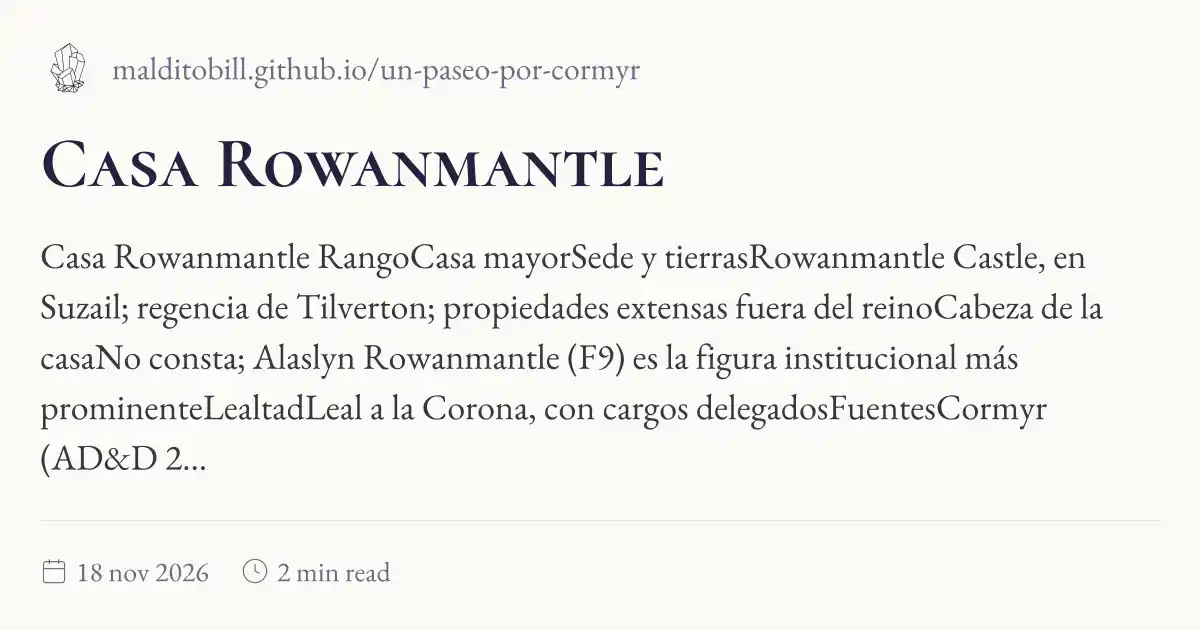 malditobill.github.io/un-paseo-por-cormyr
Casa Rowanmantle
Casa Rowanmantle RangoCasa mayorSede y tierrasRowanmantle Castle, en
Suzail; regencia de Tilverton; propiedades extensas fuera del reinoCabeza de la
casaNo consta; Alaslyn Rowanmantle (F9) es la figura institucional más
prominenteLealtadLeal a la Corona, con cargos delegadosFuentesCormyr
(AD&D 2...
18 nov 2026
2 min read